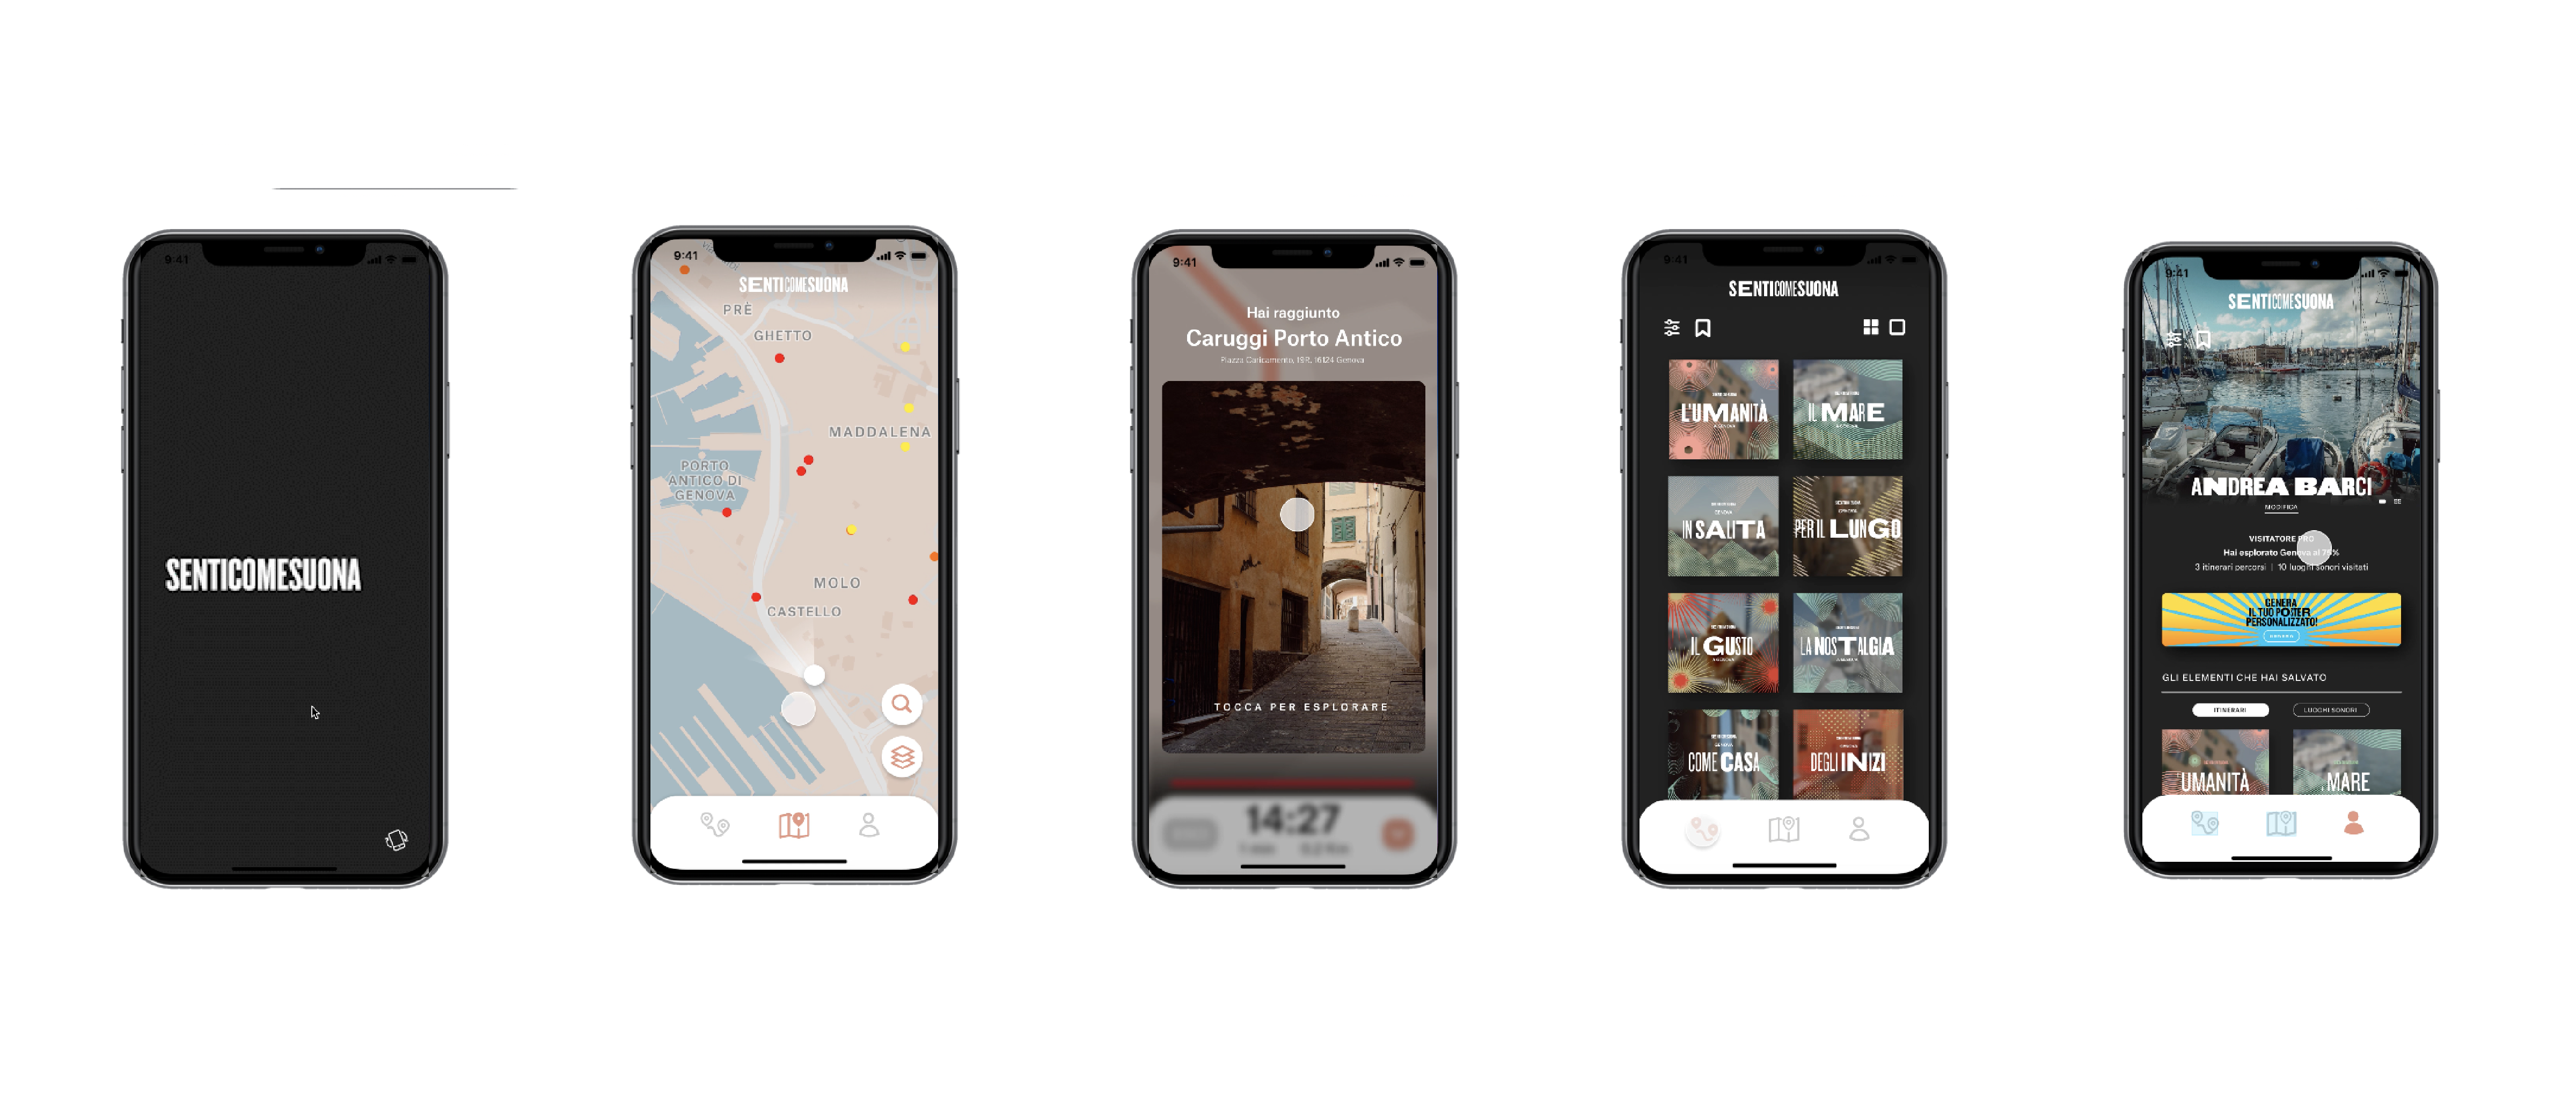 9:41
SENTICOMESUONA
9:41
SENTICOMESUONA
PRÈ
GHETTO
MADDALENA
PORTO
ANTICO DI
GENOVA
MOLO
CASTELLO
9:41
Hai raggiunto
Caruggi Porto Antico
Piazza Caricamento, 19R, 16124 Genova
TOCCA PER ESPLORARE
14:27
9:41
SENTICOMESUONA
L'UMANITÀ
IL MARE
IN SALITA
PER IL LUNGO
IL GUSTO
LA NOSTALGIA
COME CASA
DEGLI INIZI
9:41
SENTICOMESUONA
ANDREA BARCI
MODIFICA
VISITATORE PRO
Hai esplorato Genova al 75%
3 itinerari percorsi | 10 luoghi sonori visitati
GENERA
IL TUO POSTER
PERSONALIZZATO!
GLI ELEMENTI CHE HAI SALVATO
ITINERARI
LUOGHI SONORI
UMANITÀ
MARE